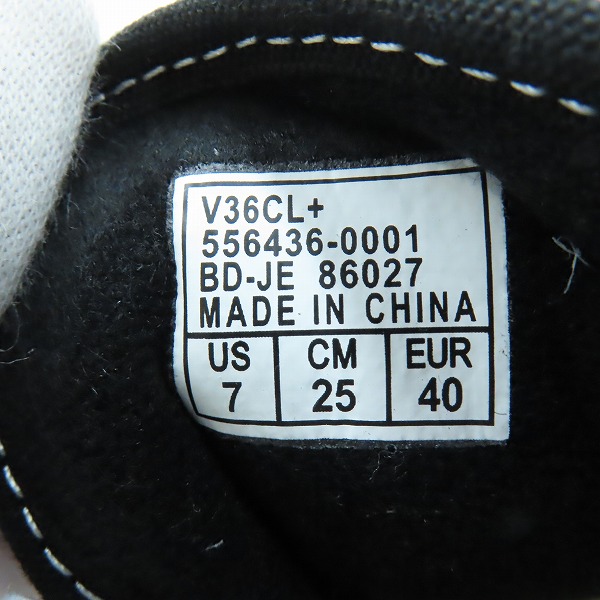 V36CL+
556436-0001
BD-JE 86027
MADE IN CHINA
US CM EUR
7 25 40